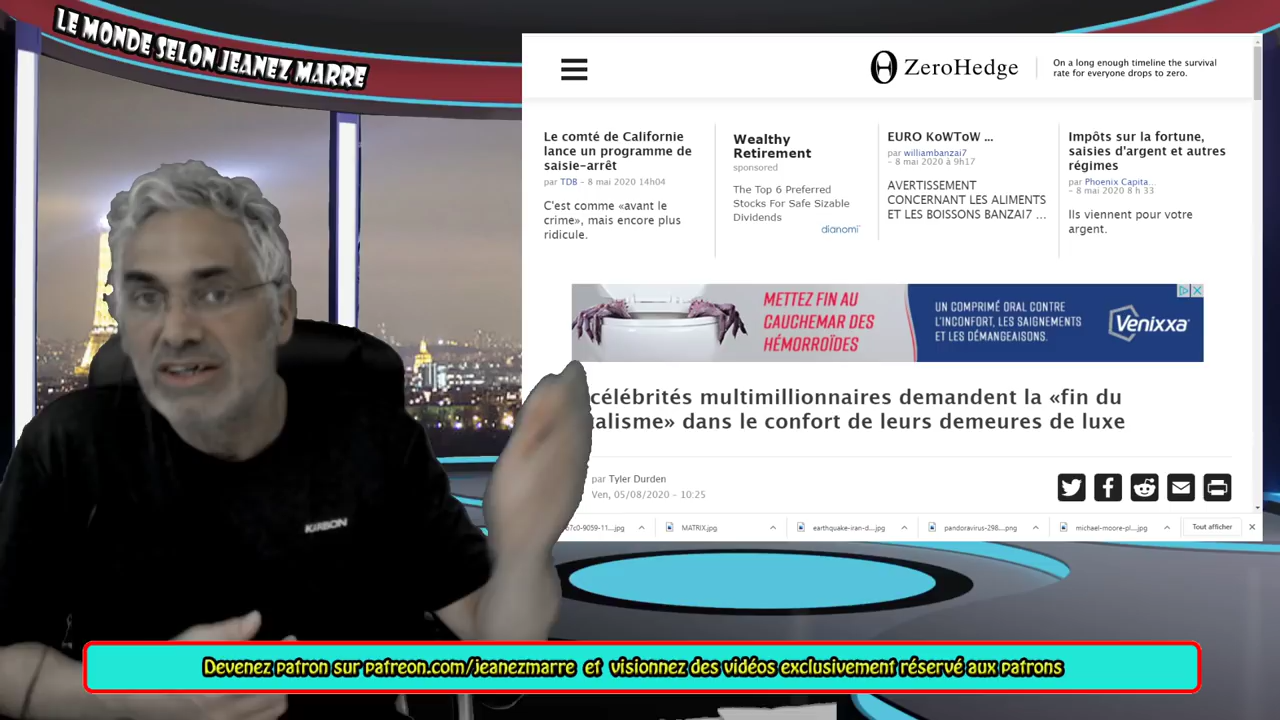 LE MONDE SELON JEANEZ MARRE
ZeroHedge
On a long enough timeline the survival
rate for everyone drops to zero.
Le comté de Californie
lance un programme de
saisie-arrêt
par TDB - 8 mai 2020 14h04
C'est comme «avant le
crime», mais encore plus
ridicule.
Wealthy
Retirement
sponsored
The Top 6 Preferred
Stocks For Safe Sizable
Dividends
dianomi
EURO KoWToW ...
par williambanzai7
- 8 mai 2020 à 9h17
AVERTISSEMENT
CONCERNANT LES ALIMENTS
ET LES BOISSONS BANZAI7 ...
Impôts sur la fortune,
saisies d'argent et autres
régimes
par Phoenix Capita...
- 8 mai 2020 8 h 33
Ils viennent pour votre
argent.
METTEZ FIN AU
CAUCHEMAR DES
HÉMORROÏDES
UN COMPRIMÉ ORAL CONTRE
L'INCONFORT, LES SAIGNEMENTS
ET LES DÉMANGEAISONS.
Venixxa
célébrités multimillionnaires demandent la «fin du
alisme» dans le confort de leurs demeures de luxe
par Tyler Durden
Ven, 05/08/2020 - 10:25
67c0-9059-11....jpg
MATRIX.jpg
earthquake-iran-d....jpg
pandoravirus-298....png
michael-moore-pl....jpg
Tout afficher
KIRBON
Devenez patron sur patreon.com/jeanezmarre et visionnez des vidéos exclusivement réservé aux patrons